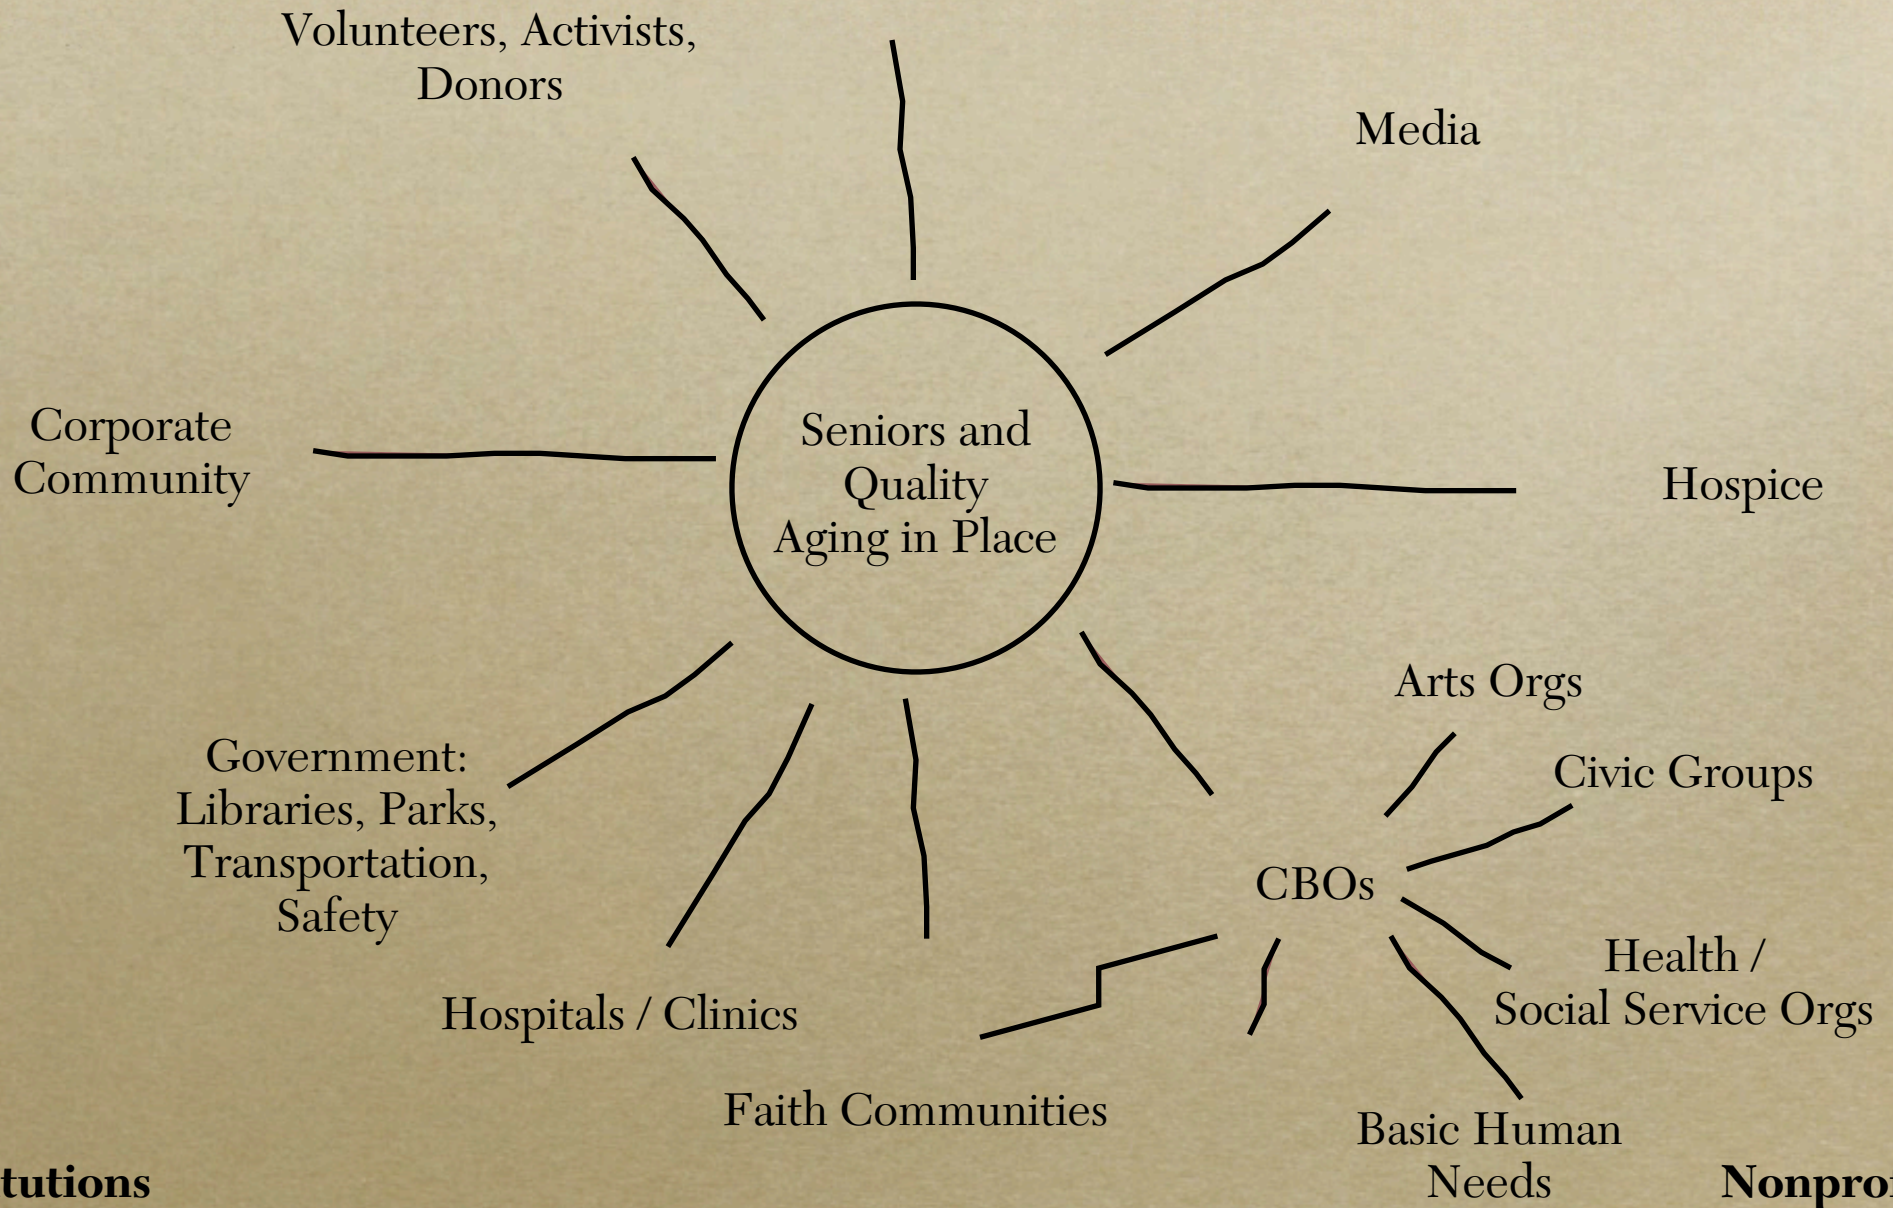 Volunteers, Activists,
Donors
Media
Corporate
Community
Seniors and
Quality
Aging in Place
Hospice
Arts Orgs
Civic Groups
Government:
Libraries, Parks,
Transportation,
Safety
CBOs
Health /
Social Service Orgs
Hospitals / Clinics
Faith Communities
Basic Human
Needs
tutions